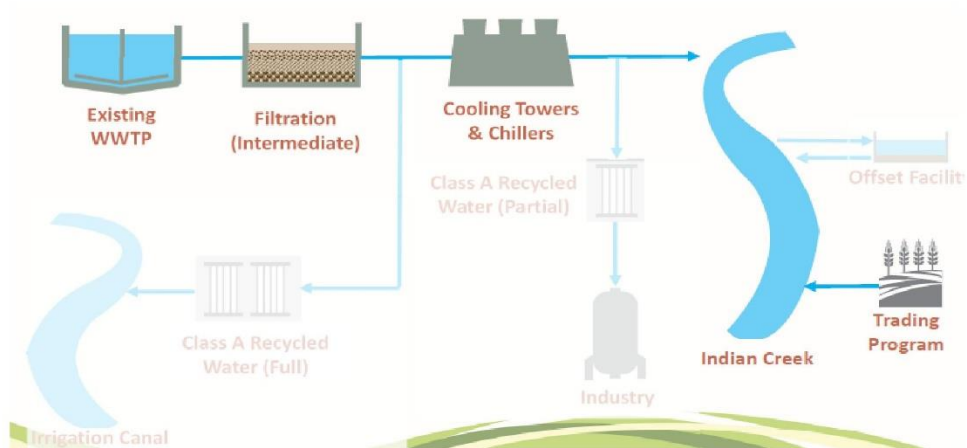 Existing
WWTP
Filtration
(Intermediate)
Cooling Towers
& Chillers
Class A Recycled
Water (Partial)
Offset Facilit
Class A Recycled
Water (Full)
Indian Creek
Trading
Program
Industry
Irrigation Canal